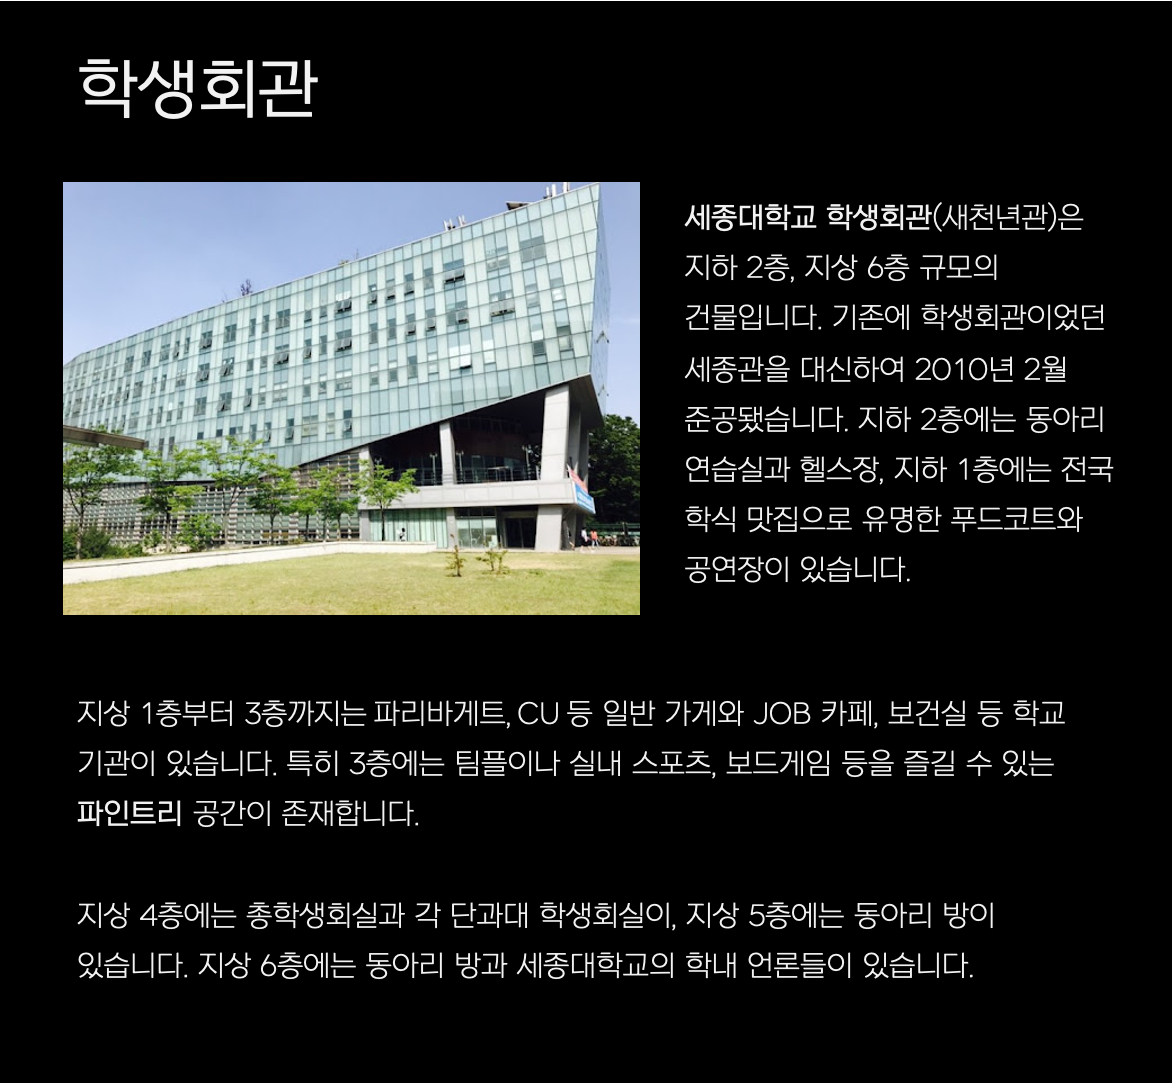 학생회관
세종대학교 학생회관(새천년관)은
지하 2층, 지상 6층 규모의
건물입니다. 기존에 학생회관이었던
세종관을 대신하여 2010년 2월
준공됐습니다. 지하 2층에는 동아리
연습실과 헬스장, 지하 1층에는 전국
학식 맛집으로 유명한 푸드코트와
공연장이 있습니다.
지상 1층부터 3층까지는 파리바게트, CU 등 일반 가게와 JOB 카페, 보건실 등 학교
기관이 있습니다. 특히 3층에는 팀플이나 실내 스포츠, 보드게임 등을 즐길 수 있는
파인트리 공간이 존재합니다.
지상 4층에는 총학생회실과 각 단과대 학생회실이, 지상 5층에는 동아리 방이
있습니다. 지상 6층에는 동아리 방과 세종대학교의 학내 언론들이 있습니다.